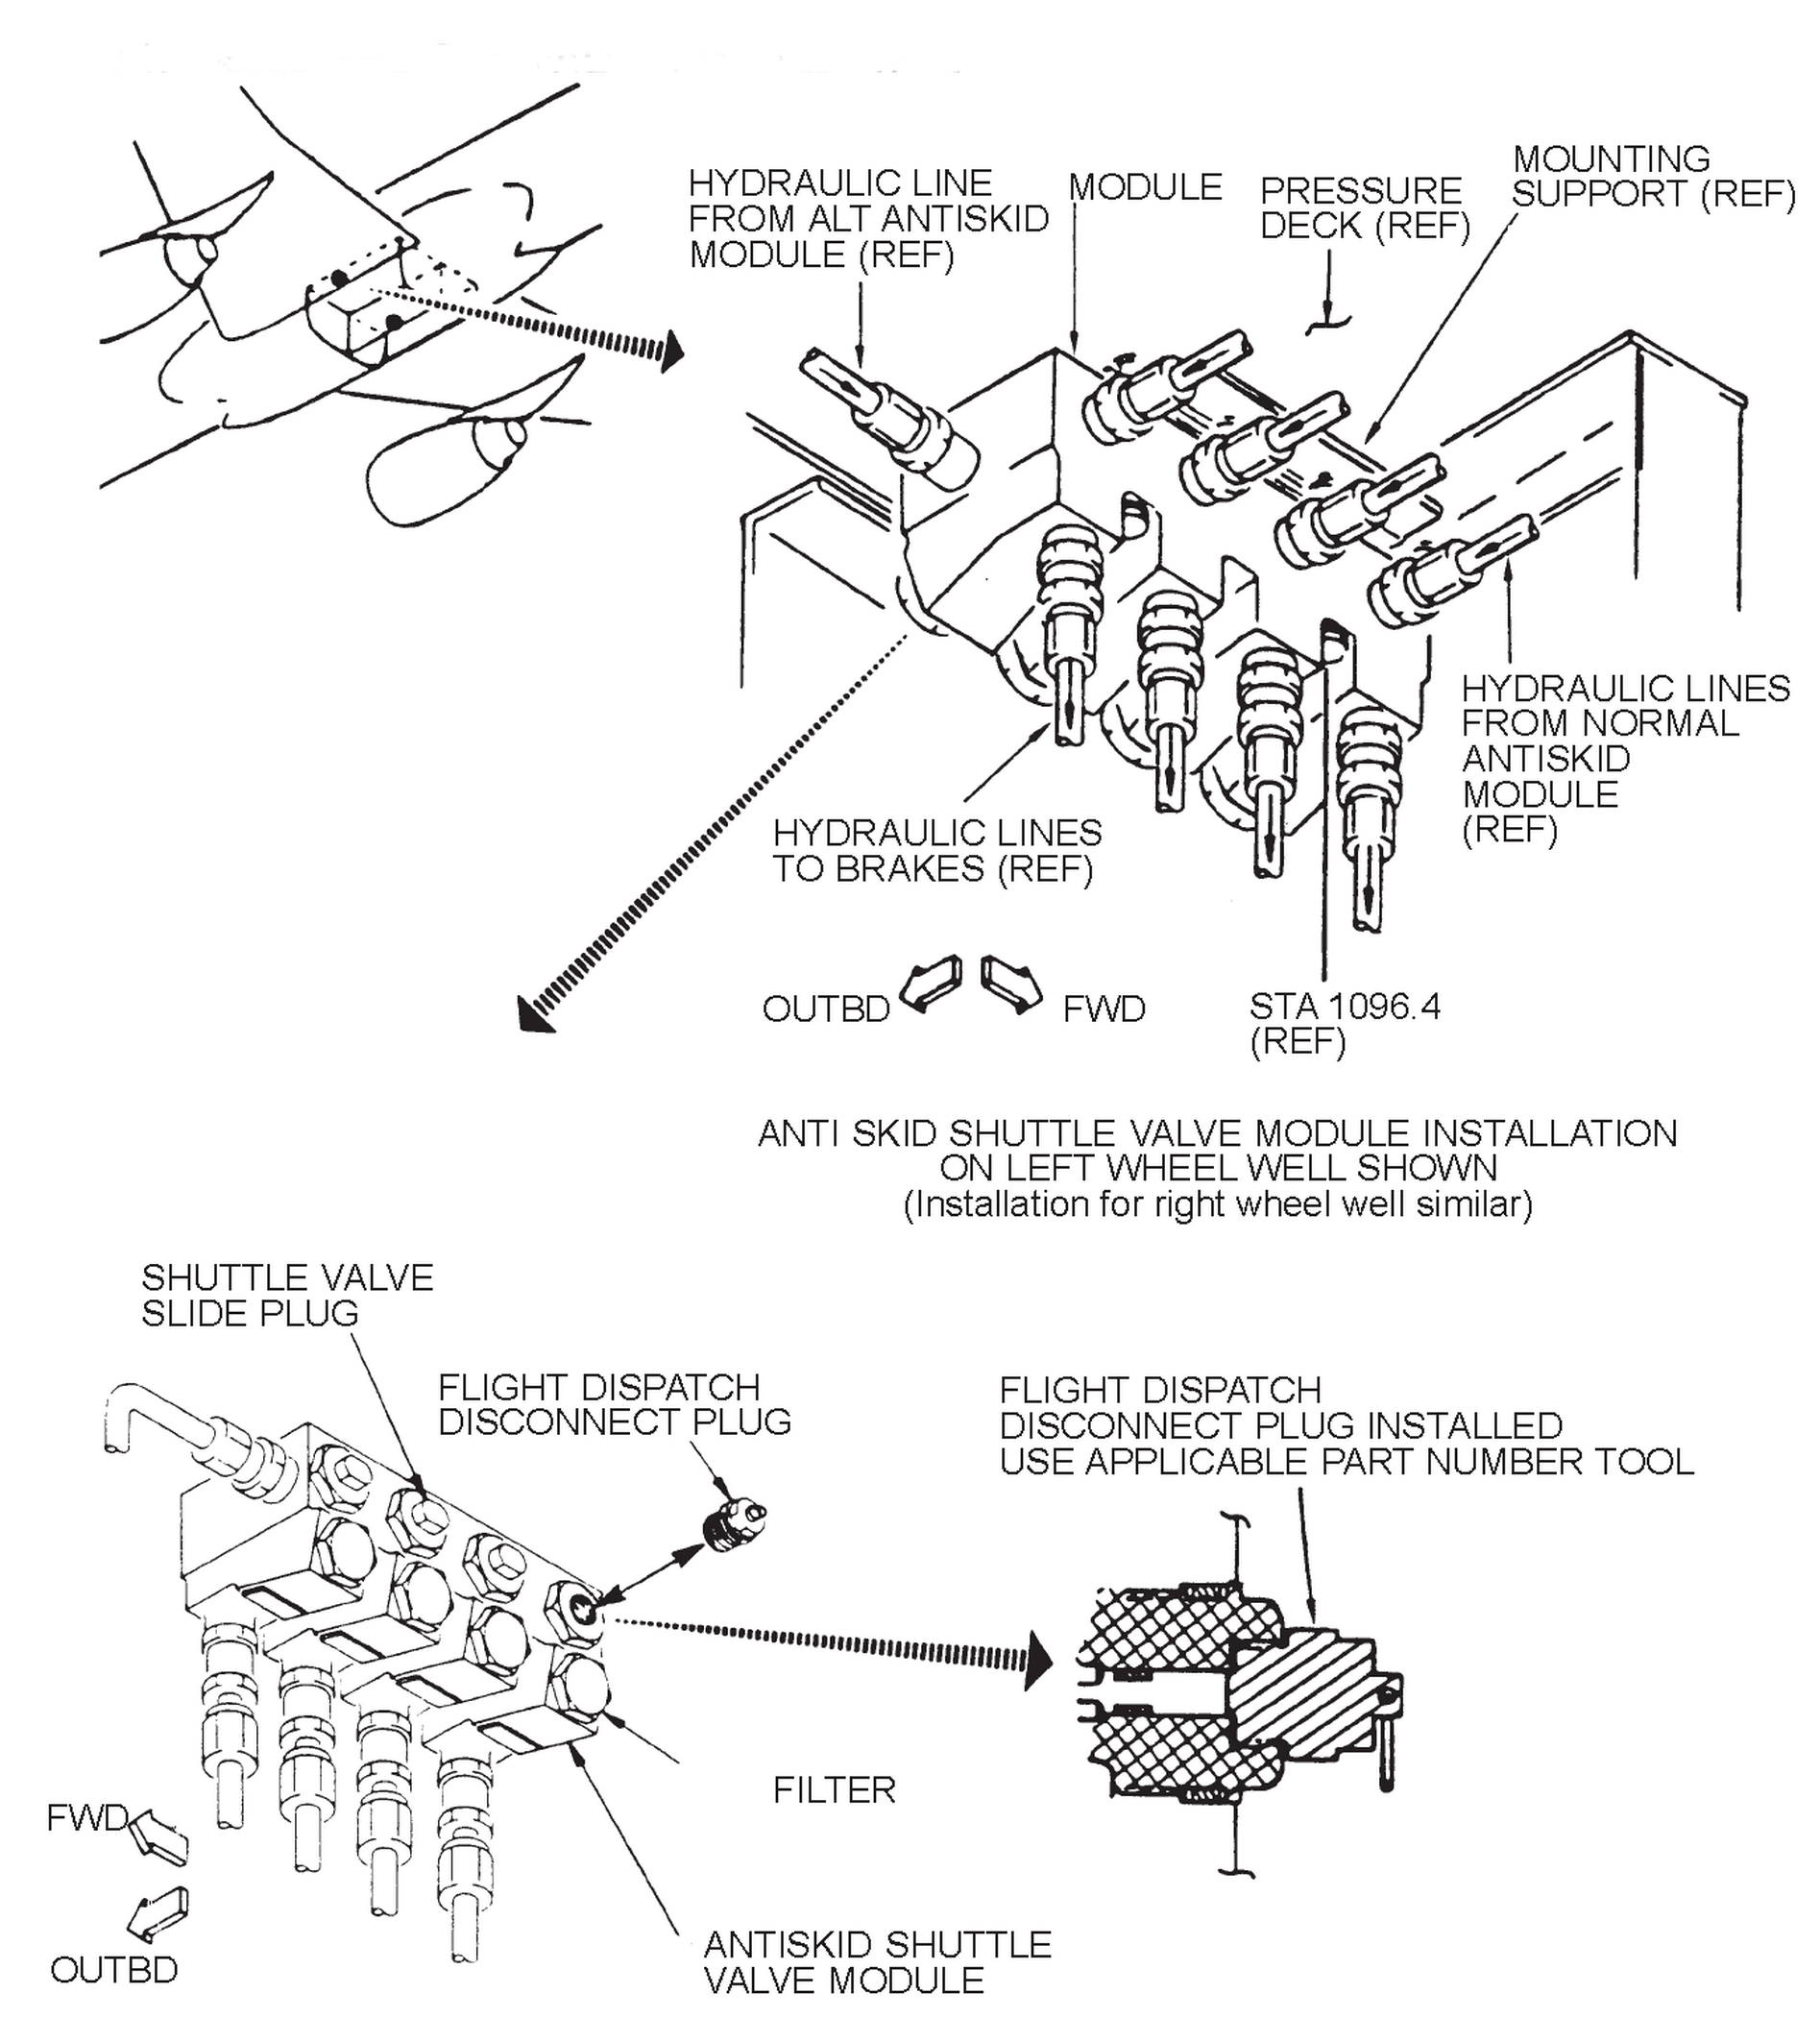 HYDRAULIC LINE
FROM ALT ANTISKID
MODULE (REF)
MODULE
PRESSURE
DECK (REF)
MOUNTING
SUPPORT (REF)
HYDRAULIC LINES
FROM NORMAL
ANTISKID
MODULE
(REF)
HYDRAULIC LINES
TO BRAKES (REF)
OUTBD
FWD
STA 1096.4
(REF)
ANTI SKID SHUTTLE VALVE MODULE INSTALLATION
ON LEFT WHEEL WELL SHOWN
(Installation for right wheel well similar)
SHUTTLE VALVE
SLIDE PLUG
FLIGHT DISPATCH
DISCONNECT PLUG
FLIGHT DISPATCH
DISCONNECT PLUG INSTALLED
USE APPLICABLE PART NUMBER TOOL
FILTER
FWD
OUTBD
ANTISKID SHUTTLE
VALVE MODULE